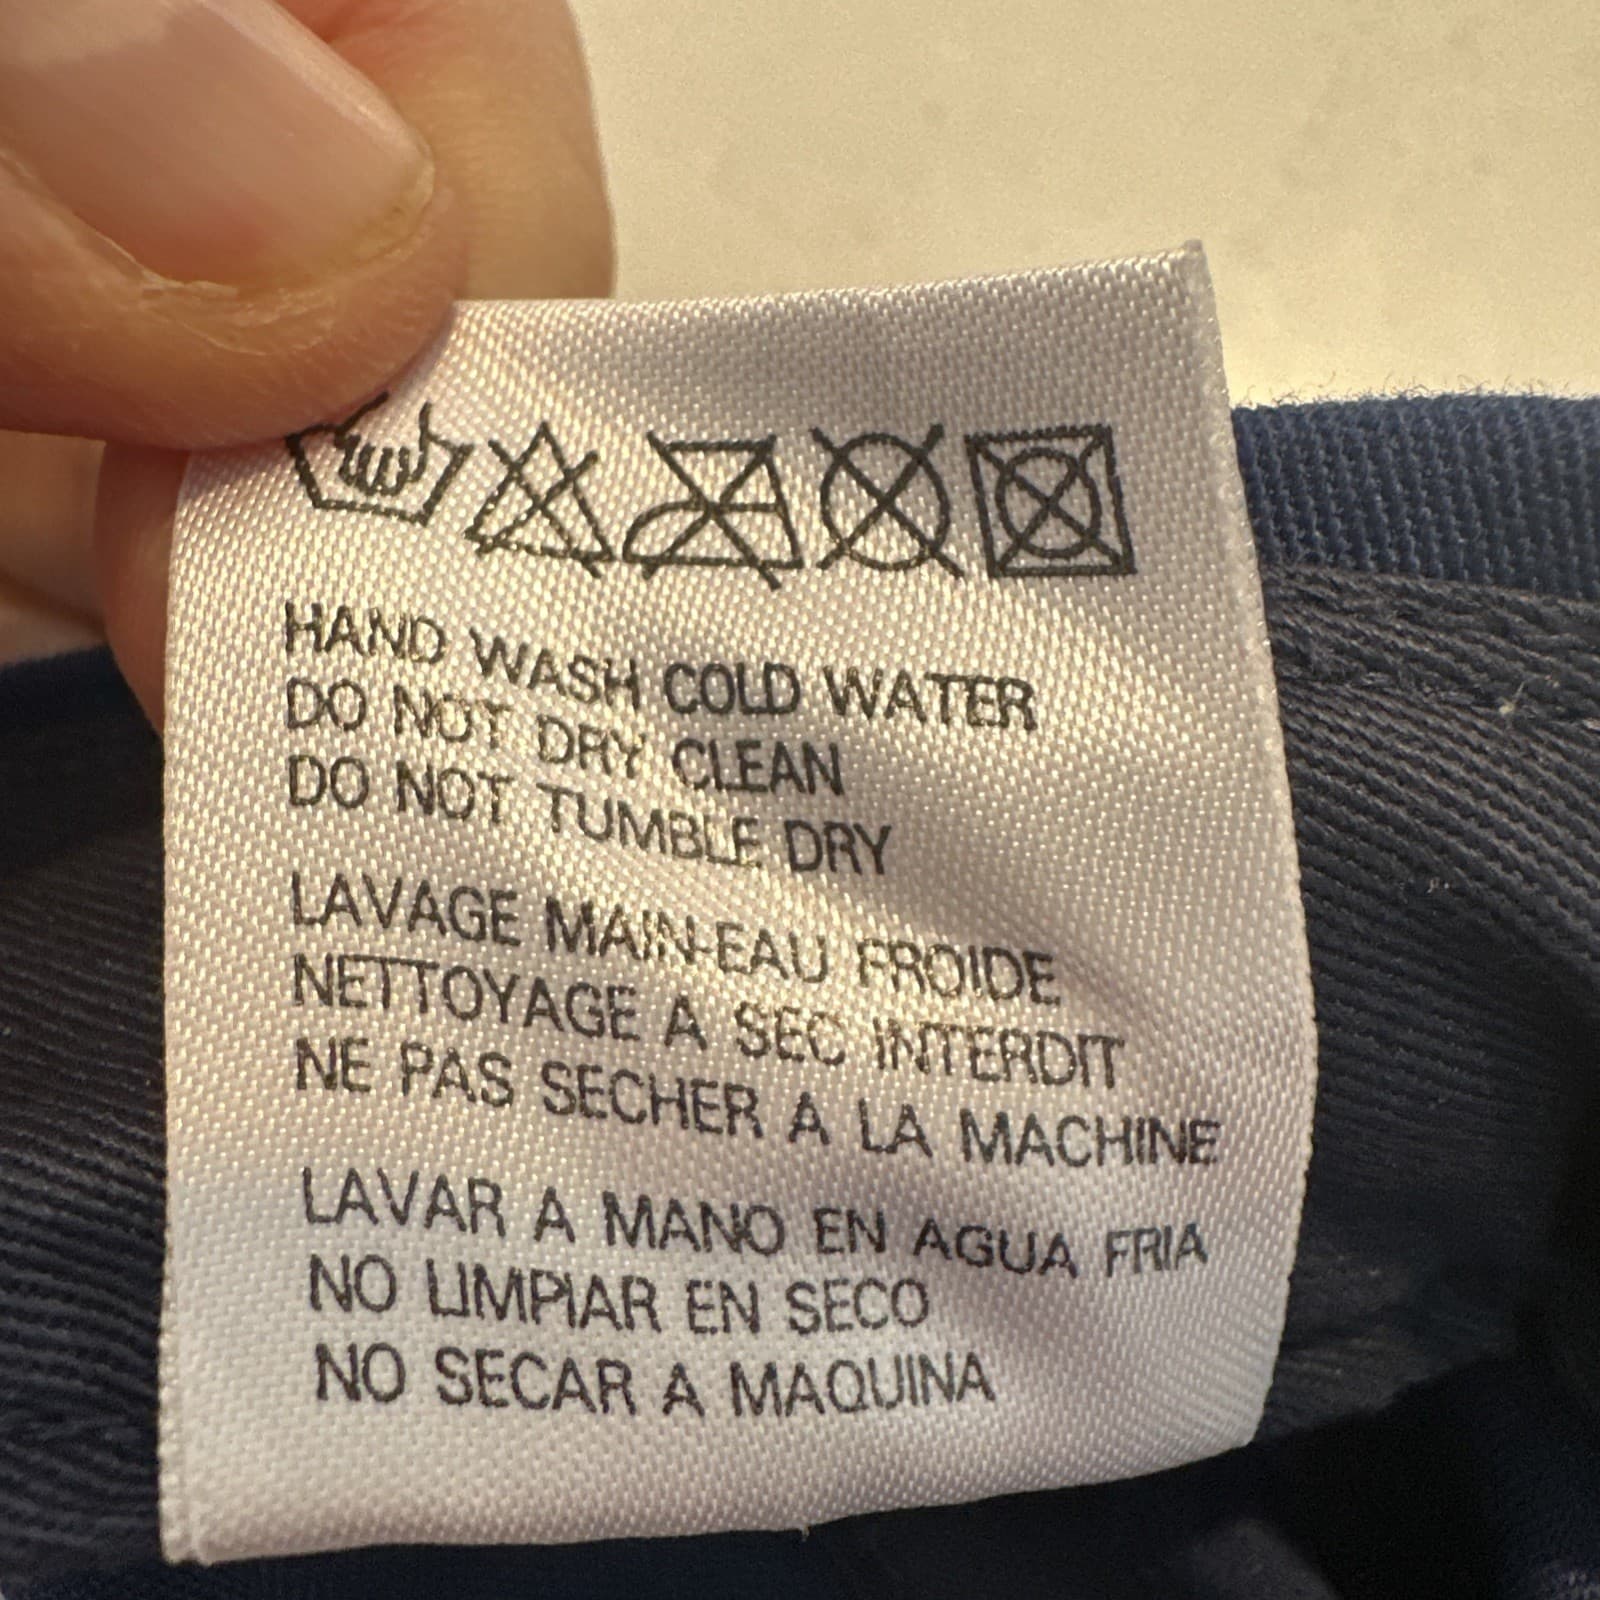 HAND WASH COLD WATER
DO NOT DRY CLEAN
DO NOT TUMBLE DRY
LAVAGE MAIN-EAU FROIDE
NETTOYAGE A SEC INTERDIT
NE PAS SECHER A LA MACHINE
LAVAR A MANO EN AGUA FRIA
NO LIMPIAR EN SECO
NO SECAR A MAQUINA